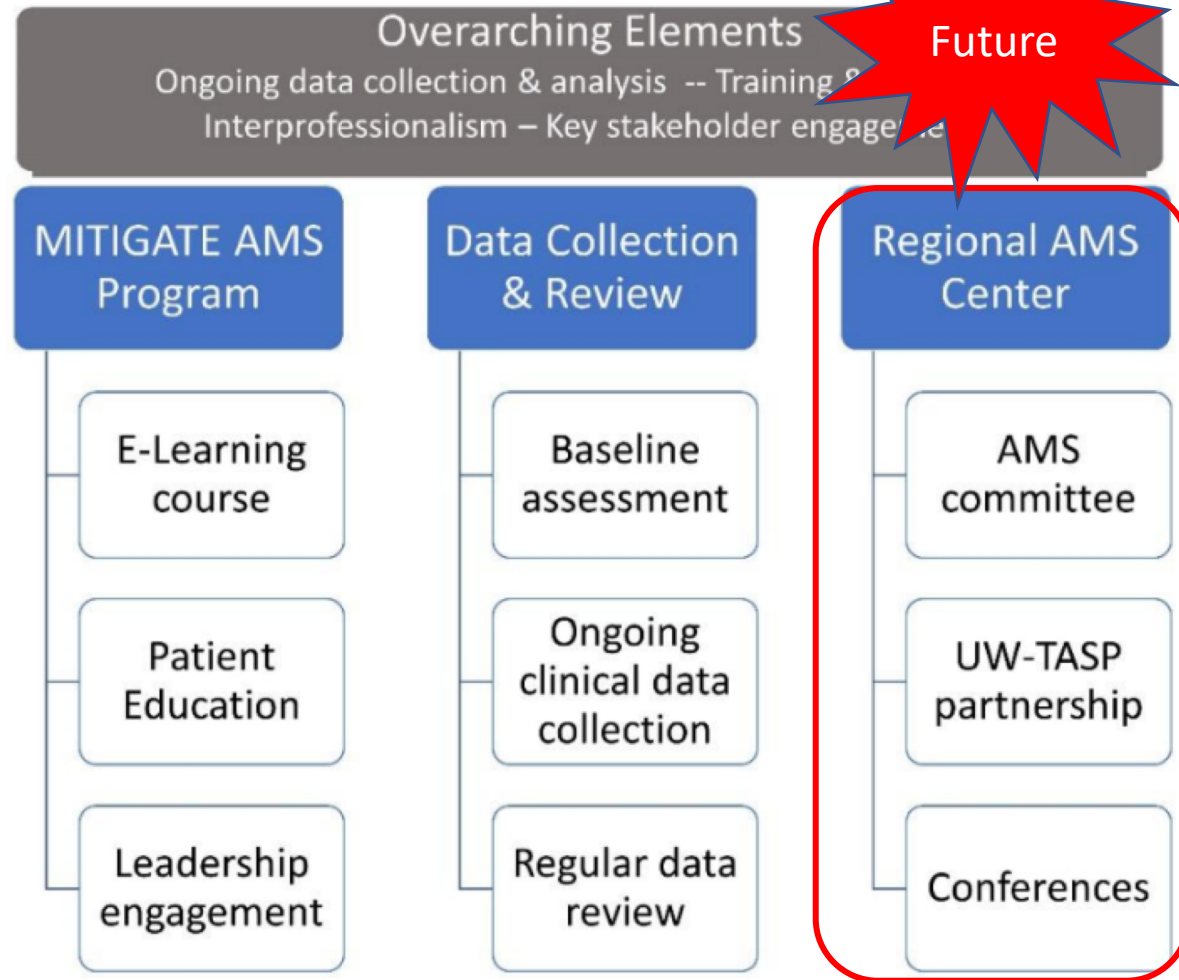 Overarching Elements
Future
Ongoing data collection & analysis -- Training &
Interprofessionalism – Key stakeholder
MITIGATE AMS
Program
E-Learning
course
Patient
Education
Leadership
engagement
Data Collection
& Review
Baseline
assessment
Ongoing
clinical data
collection
Regular data
review
Regional AMS
Center
AMS
committee
UW-TASP
partnership
Conferences